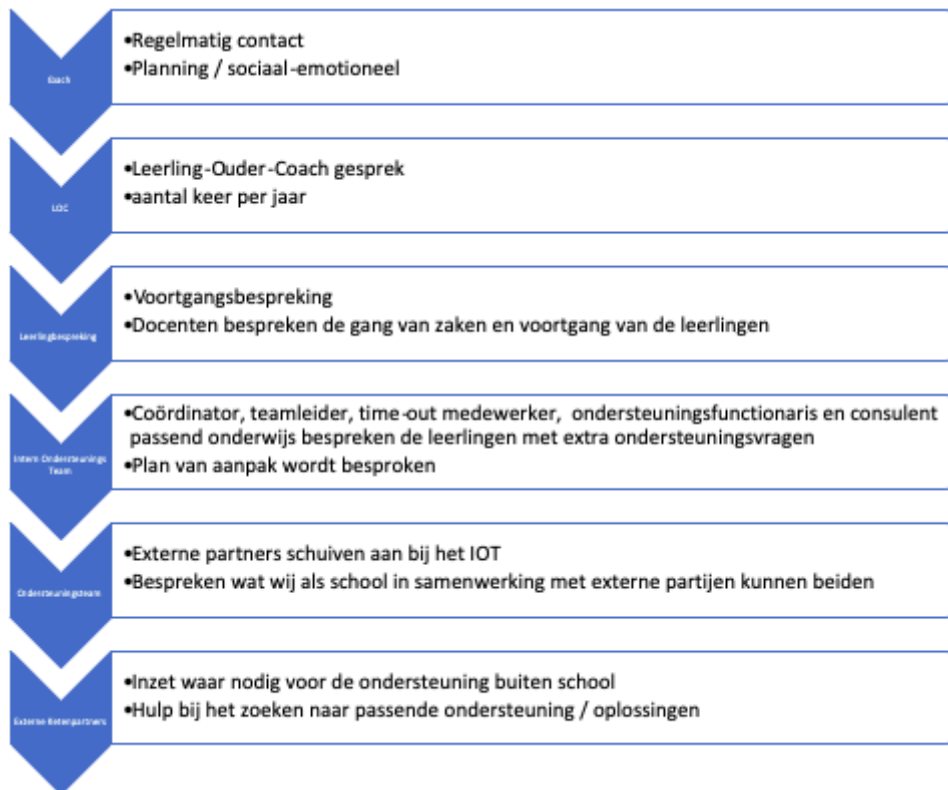 Coach
•Regelmatig contact
•Planning / sociaal-emotioneel
LOC
•Leerling-Ouder-Coach gesprek
•aantal keer per jaar
Leerlingbespreking
•Voortgangsbespreking
•Docenten bespreken de gang van zaken en voortgang van de leerlingen
Intern Ondersteunings
Team
•Coördinator, teamleider, time-out medewerker, ondersteuningsfunctionaris en consulent
passend onderwijs bespreken de leerlingen met extra ondersteuningsvragen
•Plan van aanpak wordt besproken
Ondersteuningsteam
•Externe partners schuiven aan bij het IOT
•Bespreken wat wij als school in samenwerking met externe partijen kunnen beiden
Externe Ketenpartners
•Inzet waar nodig voor de ondersteuning buiten school
•Hulp bij het zoeken naar passende ondersteuning / oplossingen